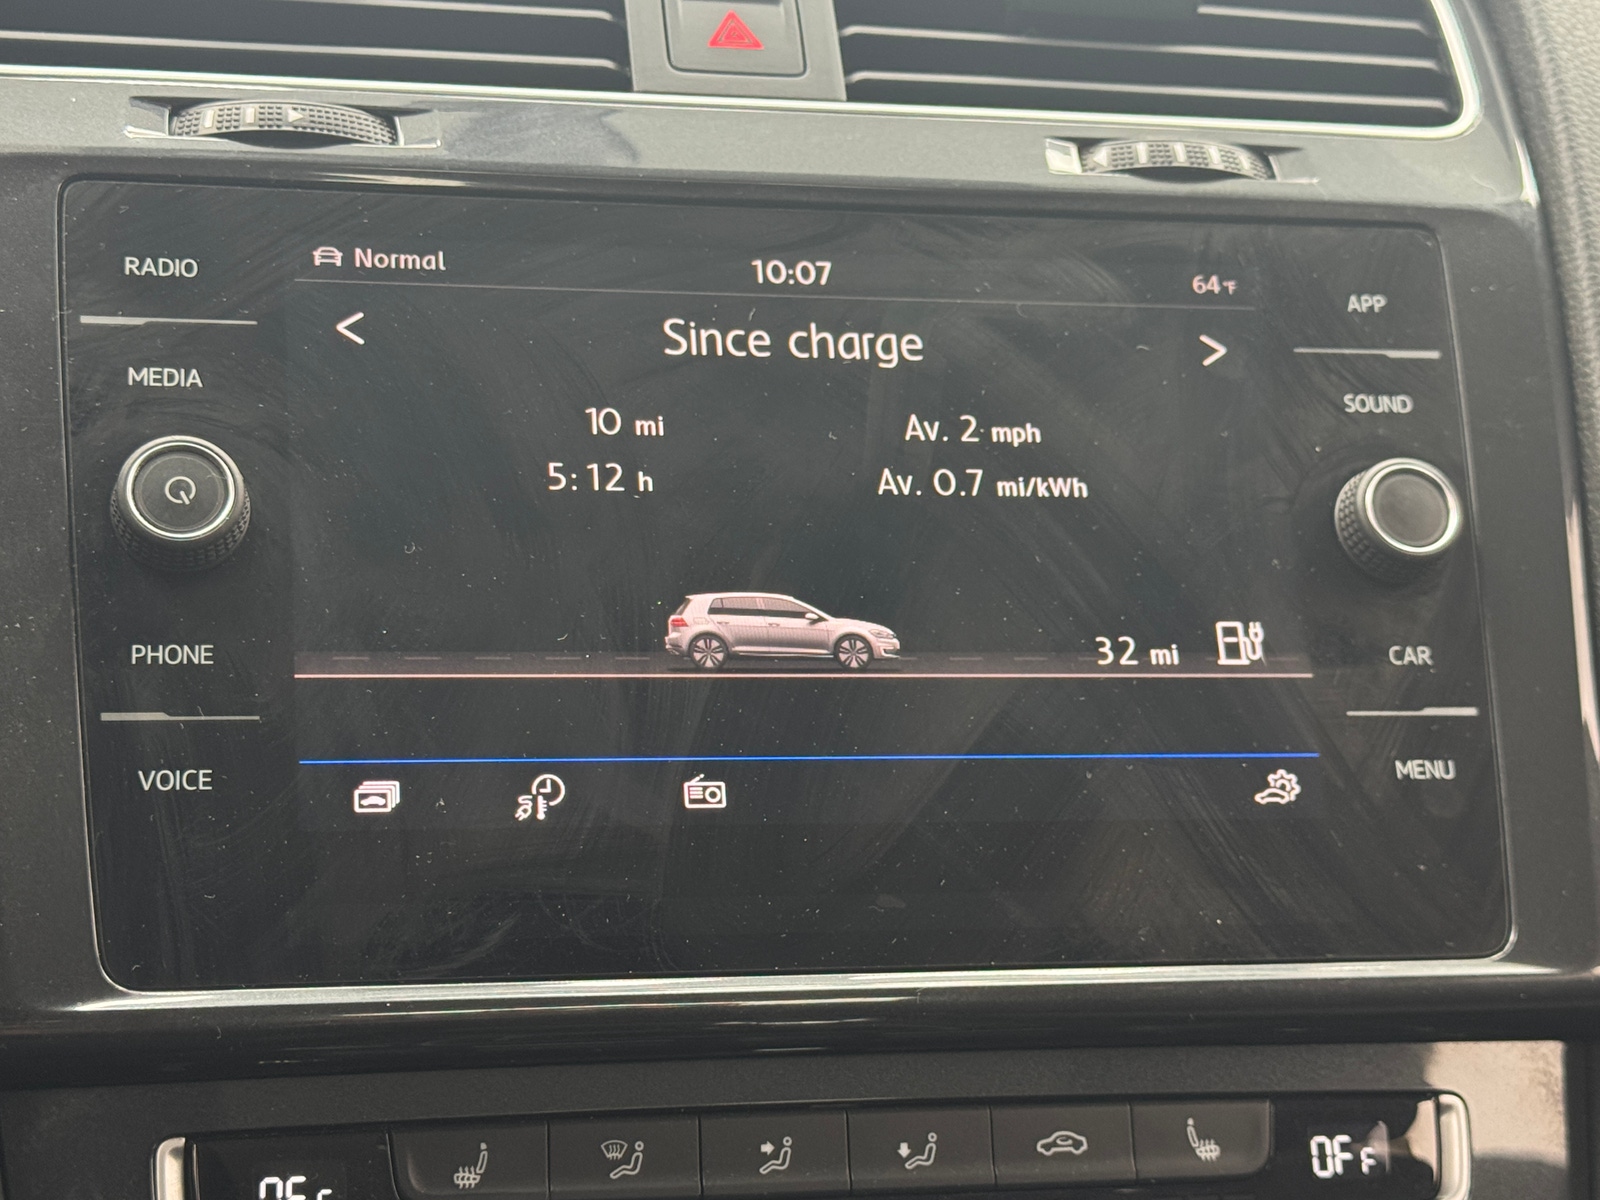 RADIO
MEDIA
PHONE
VOICE
Normal
10:07
64°F
<
Since charge
>
10 mi
Av. 2 mph
5:12 h
Av. 0.7 mi/kWh
32 mi
APP
SOUND
CAR
MENU
OFF
OFF